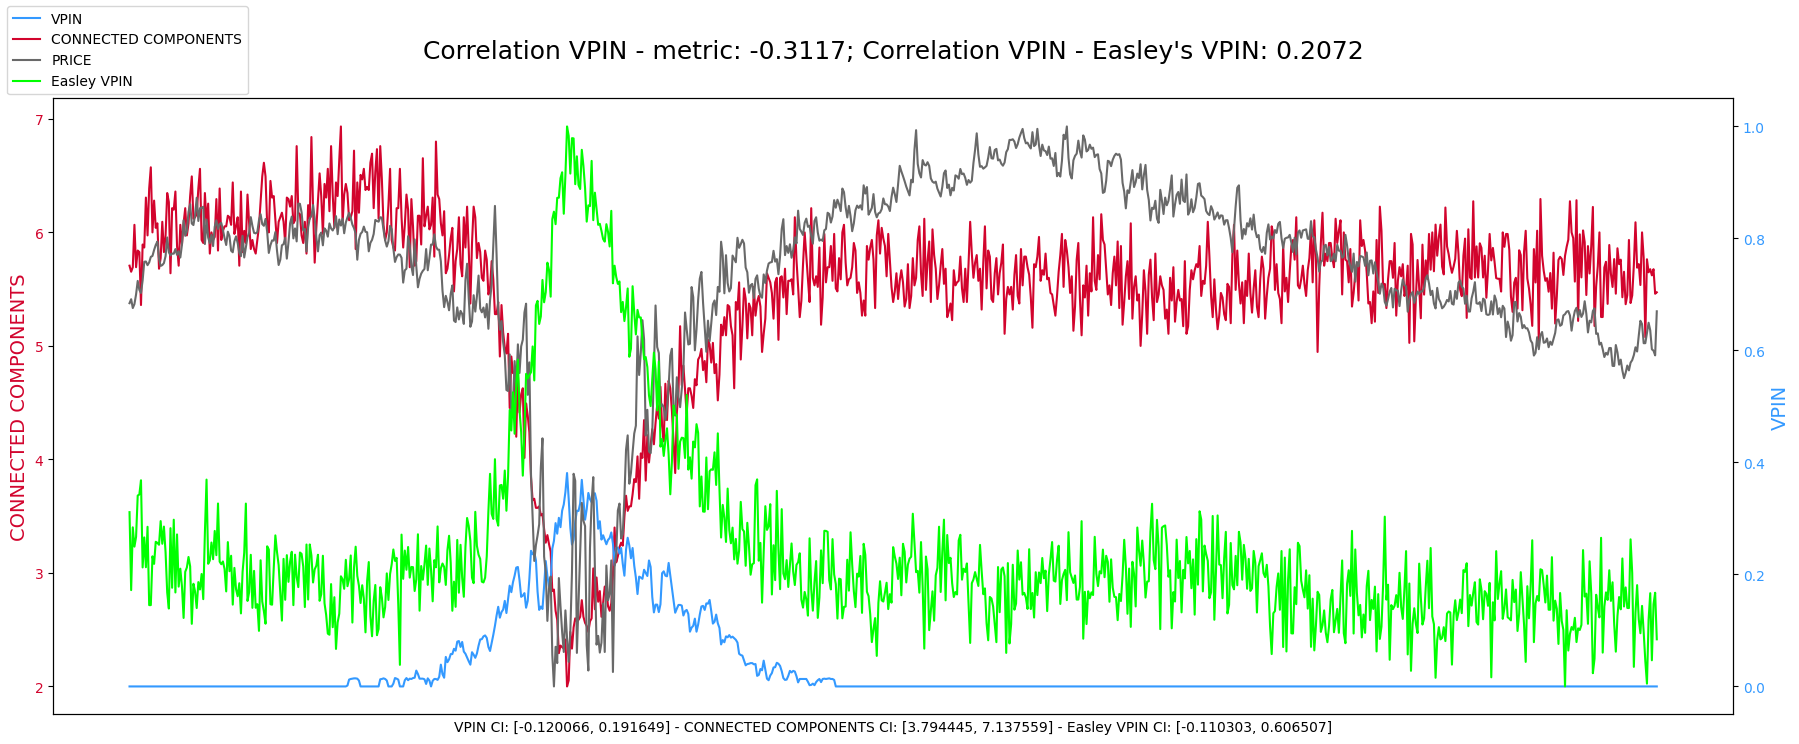 VPIN
CONNECTED COMPONENTS
PRICE
Easley VPIN
Correlation VPIN - metric: -0.3117; Correlation VPIN - Easley's VPIN: 0.2072
CONNECTED COMPONENTS
7
6
5
4
3
2
1.0
0.8
0.6
0.4
0.2
0.0
VPIN
VPIN CI: [-0.120066, 0.191649] - CONNECTED COMPONENTS CI: [3.794445, 7.137559] - Easley VPIN CI: [-0.110303, 0.606507]